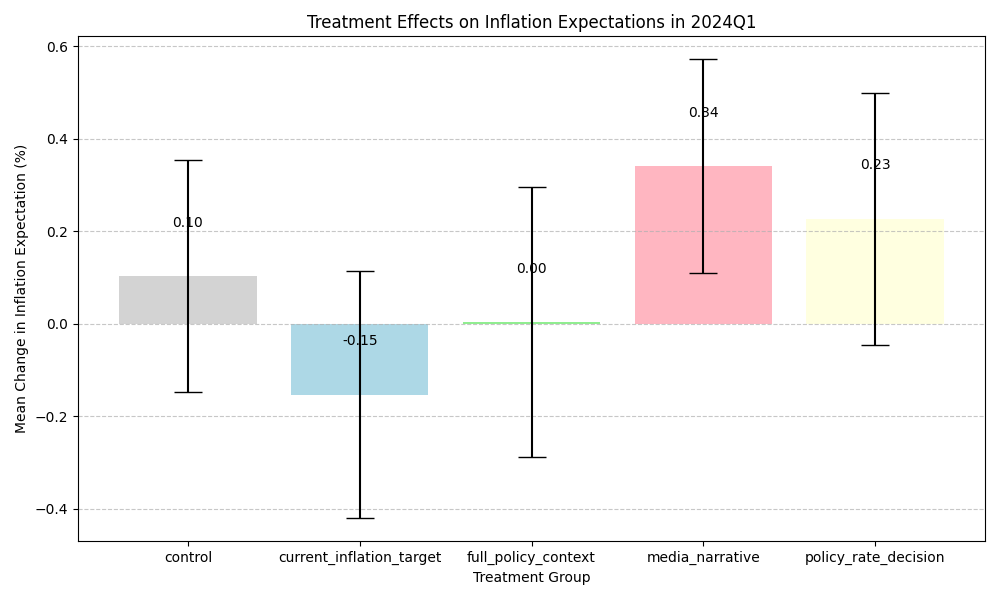 Treatment Effects on Inflation Expectations in 2024Q1
Mean Change in Inflation Expectation (%)
0.6
0.4
0.2
0.0
−0.2
−0.4
0.10
-0.15
0.00
0.34
0.23
control
current_inflation_target
full_policy_context
media_narrative
policy_rate_decision
Treatment Group